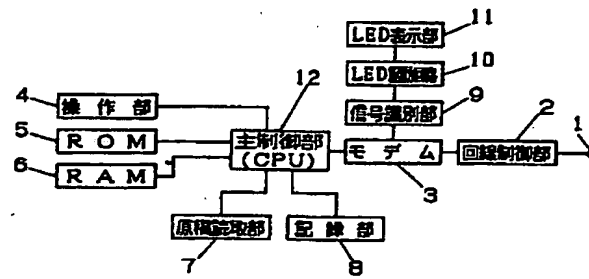 11
LED表示部
10
LED駆動回路
12
9
4
操作部
信号識別部
2
1
5
ROM
主制御部
(CPU)
モデム
回線制御部
6
RAM
3
原稿読取部
記録部
7
8